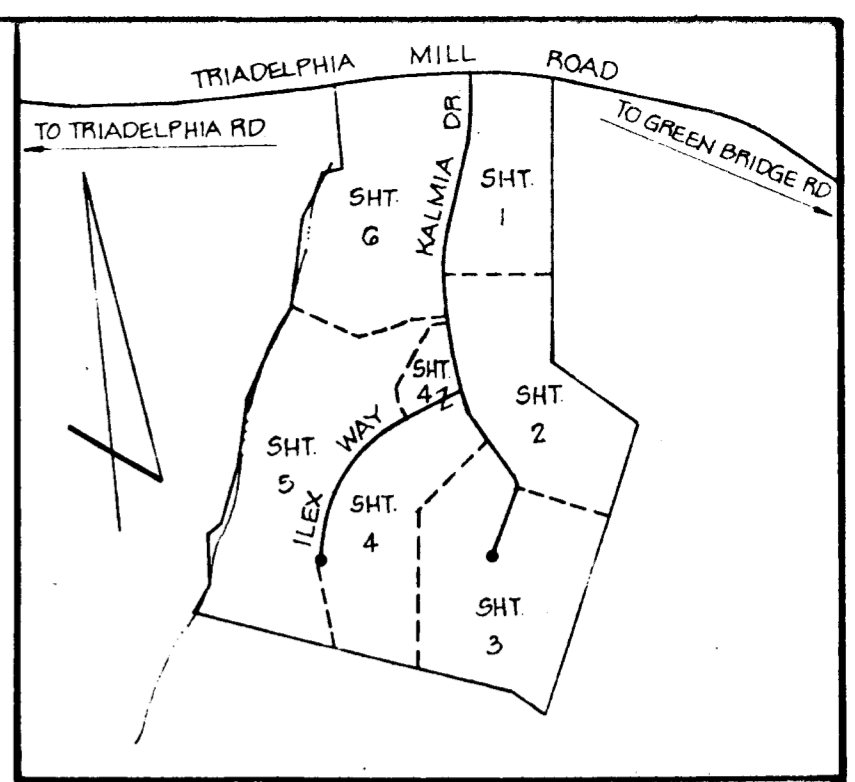 TRIADELPHIA MILL ROAD
TO TRIADELPHIA RD
TO GREEN BRIDGE RD
KALMIA DR
SHT. 1
SHT. 6
SHT. 4
SHT. 2
ILEX WAY
SHT. 5
SHT. 4
SHT. 3